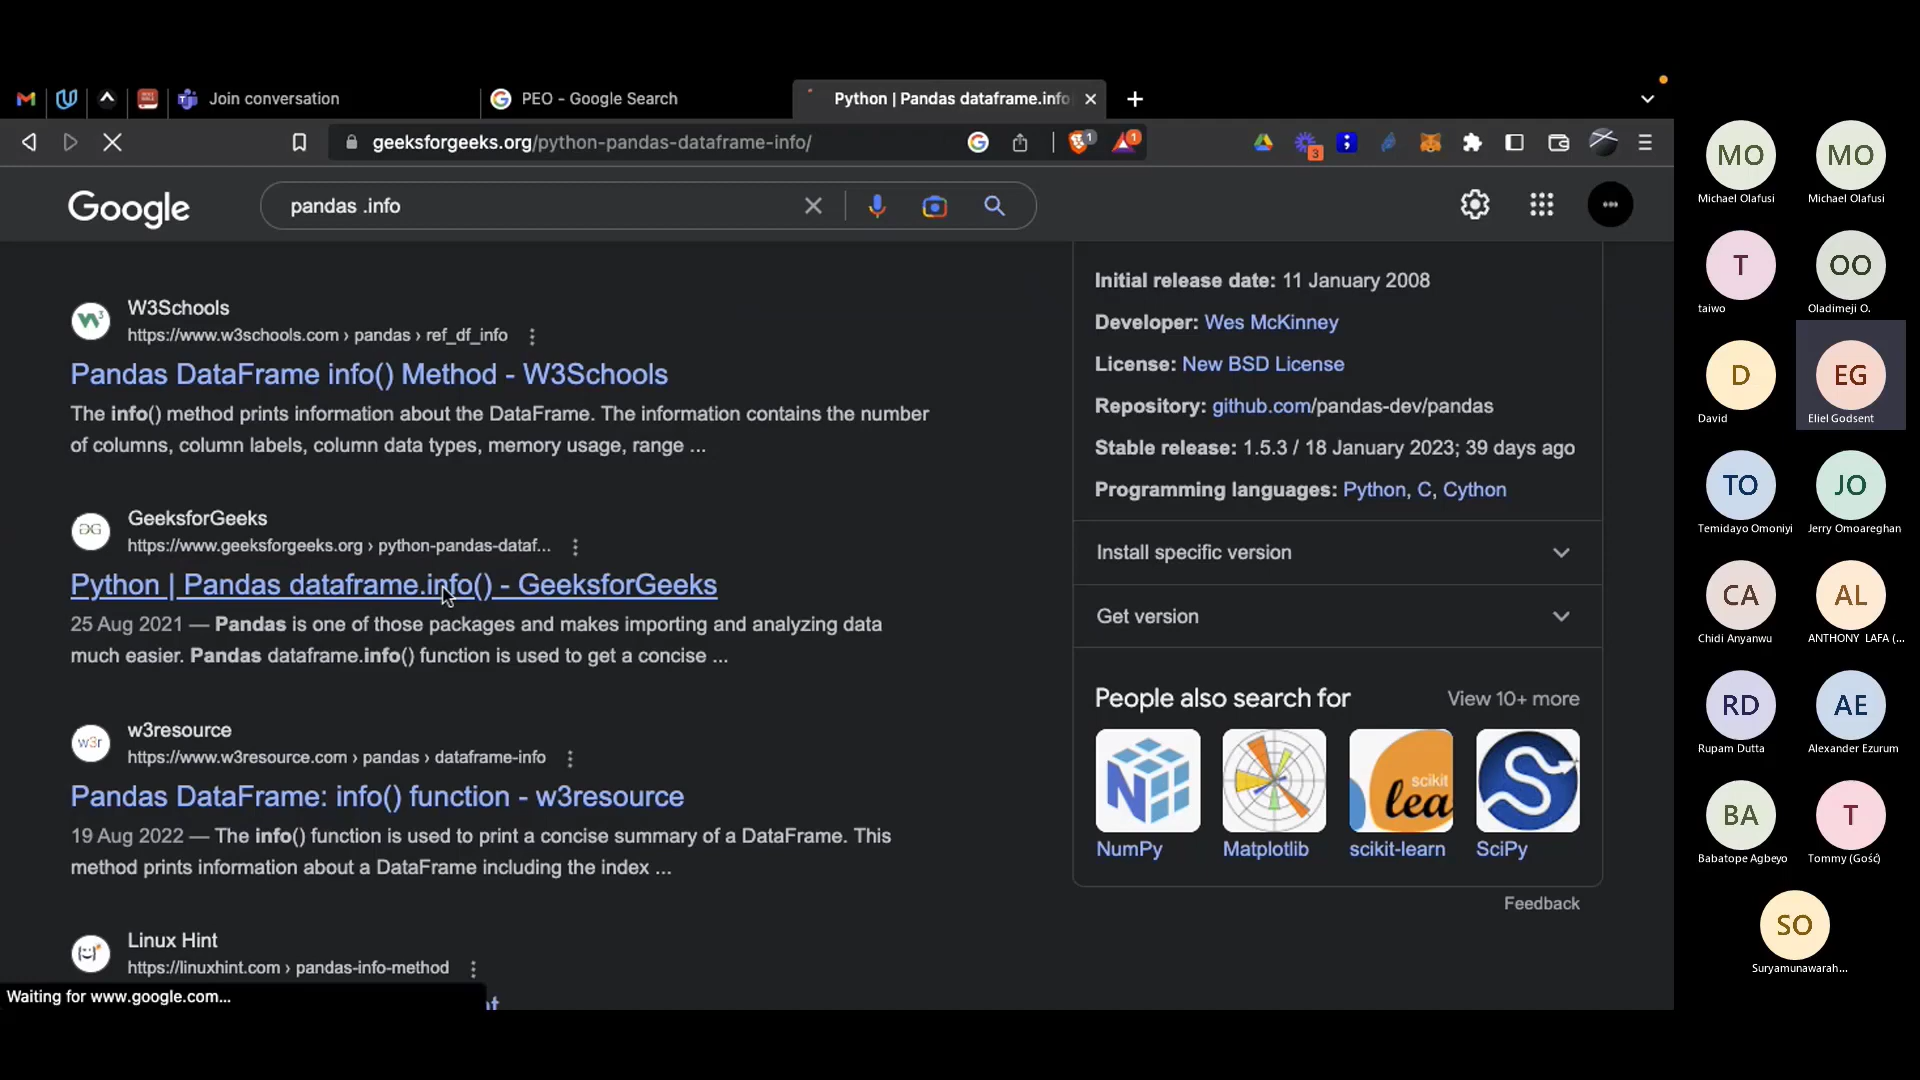 Join conversation
PEO - Google Search
Python | Pandas dataframe.info
geeksforgeeks.org/python-pandas-dataframe-info/
1
1
3
Google
pandas .info
W3Schools
https://www.w3schools.com › pandas › ref_df_info
Pandas DataFrame info() Method - W3Schools
The info() method prints information about the DataFrame. The information contains the number
of columns, column labels, column data types, memory usage, range ...
GeeksforGeeks
https://www.geeksforgeeks.org › python-pandas-dataf...
Python | Pandas dataframe.info() - GeeksforGeeks
25 Aug 2021 — Pandas is one of those packages and makes importing and analyzing data
much easier. Pandas dataframe.info() function is used to get a concise ...
w3r
w3resource
https://www.w3resource.com › pandas › dataframe-info
Pandas DataFrame: info() function - w3resource
19 Aug 2022 — The info() function is used to print a concise summary of a DataFrame. This
method prints information about a DataFrame including the index ...
Linux Hint
https://linuxhint.com › pandas-info-method
Waiting for www.google.com...
Initial release date: 11 January 2008
Developer: Wes McKinney
License: New BSD License
Repository: github.com/pandas-dev/pandas
Stable release: 1.5.3 / 18 January 2023; 39 days ago
Programming languages: Python, C, Cython
Install specific version
Get version
People also search for
View 10+ more
scikit
lea
NumPy
Matplotlib
scikit-learn
SciPy
Feedback
MO
Michael Olafusi
MO
Michael Olafusi
T
taiwo
OO
Oladimeji O.
D
David
EG
Eliel Godsent
TO
Temidayo Omoniyi
JO
Jerry Omoareghan
CA
Chidi Anyanwu
AL
ANTHONY LAFA (...
RD
Rupam Dutta
AE
Alexander Ezurum
BA
Babatope Agbeyo
T
Tommy (Gość)
SO
Suryamunawarah...